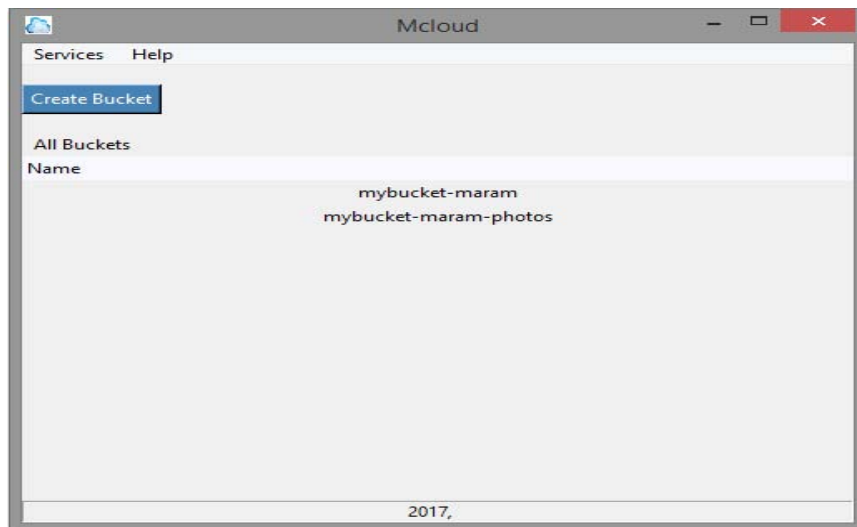 Mcloud
Services Help
Create Bucket
All Buckets
Name
mybucket-maram
mybucket-maram-photos
2017,